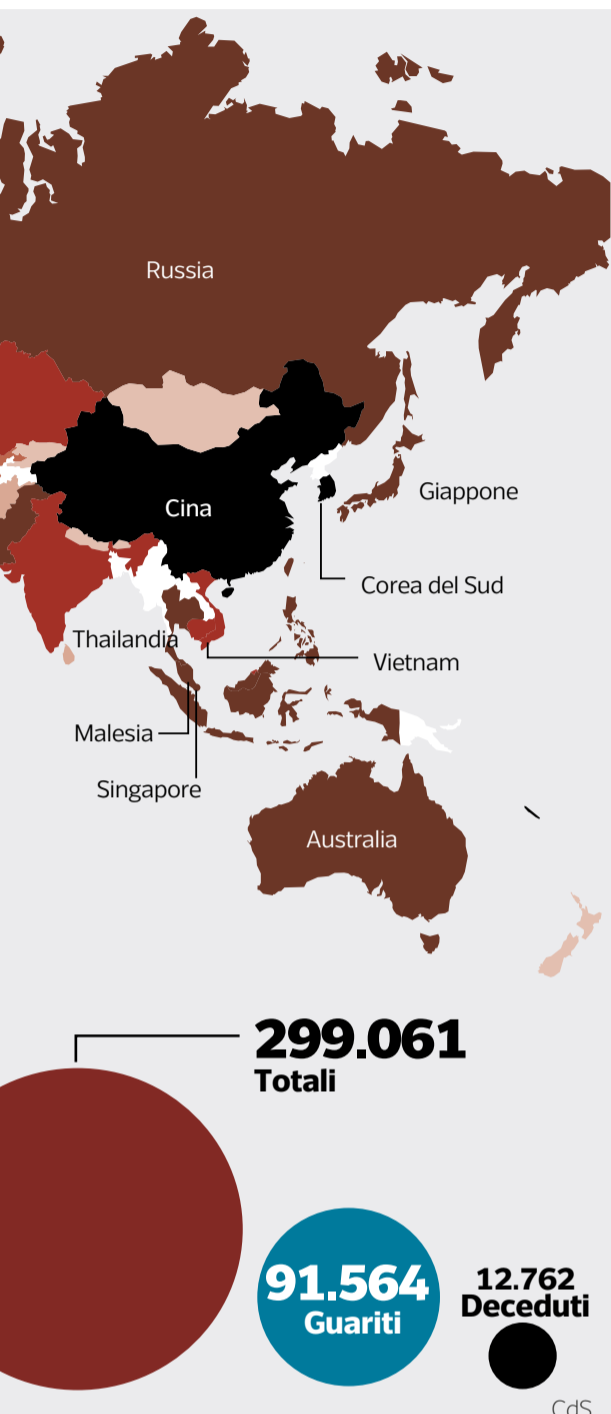 Russia
Cina
Giappone
Corea del Sud
Thailandia
Vietnam
Malesia
Singapore
Australia
299.061
Totali
91.564
Guariti
12.762
Deceduti
CdS